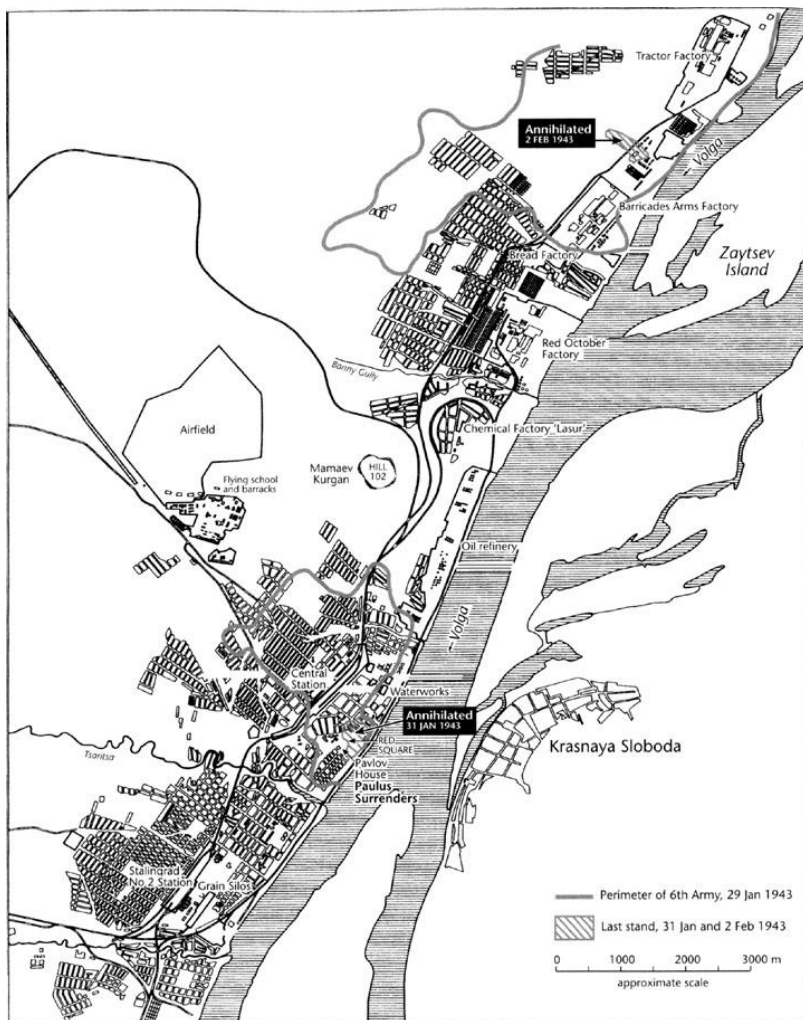 Tractor Factory
Annihilated
2 FEB 1943
← Volga
Barricades Arms Factory
Zaytsev
Island
Bread Factory
Red October
Factory
Banny Gully
Chemical Factory 'Lasur'
Airfield
Mamaev
Kurgan
HILL
102
Flying school
and barracks
Oil refinery
← Volga
Central
Station
Waterworks
Annihilated
31 JAN 1943
RED
SQUARE
Krasnaya Sloboda
Tsaritsa
Pavlov
House
Paulus
Surrenders
Stalingrad
No.2 Station
Grain Silos
Perimeter of 6th Army, 29 Jan 1943
Last stand, 31 Jan and 2 Feb 1943
0 1000 2000 3000 m
approximate scale